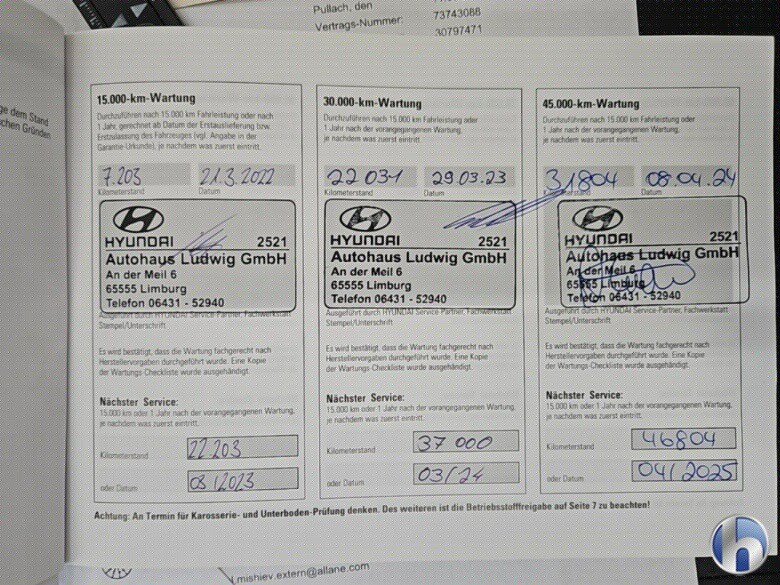 Pullach, den
Vertrags-Nummer:
73743088
30797471
ge dem Stand
schen Gründen
15.000-km-Wartung
Durchzuführen nach 15.000 km Fahrleistung oder nach
1 Jahr, gerechnet ab Datum der Erstauslieferung bzw.
Erstzulassung des Fahrzeuges (vgl. Angabe in der
Garantie-Urkunde), je nachdem was zuerst eintritt.
7.203 21.3.2022
Kilometerstand Datum
HYUNDAI 2521
Autohaus Ludwig GmbH
An der Meil 6
65555 Limburg
Telefon 06431 - 52940
Ausgeführt durch HYUNDAI Service Partner, Fachwerkstatt
Stempel/Unterschrift
Es wird bestätigt, dass die Wartung fachgerecht nach
Herstellervorgaben durchgeführt wurde. Eine Kopie
der Wartungs-Checkliste wurde ausgehändigt.
Nächster Service:
15.000 km oder 1 Jahr nach der vorangegangenen Wartung,
je nachdem was zuerst eintritt.
Kilometerstand 22203
oder Datum 03/2023
30.000-km-Wartung
Durchzuführen nach 15.000 km Fahrleistung oder
1 Jahr nach der vorangegangenen Wartung,
je nachdem was zuerst eintritt.
22 031 29.03.23
Kilometerstand Datum
HYUNDAI 2521
Autohaus Ludwig GmbH
An der Meil 6
65555 Limburg
Telefon 06431 - 52940
Ausgeführt durch HYUNDAI Service Partner, Fachwerkstatt
Stempel/Unterschrift
Es wird bestätigt, dass die Wartung fachgerecht nach
Herstellervorgaben durchgeführt wurde. Eine Kopie
der Wartungs-Checkliste wurde ausgehändigt.
Nächster Service:
15.000 km oder 1 Jahr nach der vorangegangenen Wartung,
je nachdem was zuerst eintritt.
Kilometerstand 37 000
oder Datum 03/24
45.000-km-Wartung
Durchzuführen nach 15.000 km Fahrleistung oder
1 Jahr nach der vorangegangenen Wartung,
je nachdem was zuerst eintritt.
31804 08.04.24
Kilometerstand Datum
HYUNDAI 2521
Autohaus Ludwig GmbH
An der Meil 6
65555 Limburg
Telefon 06431 - 52940
Ausgeführt durch HYUNDAI Service Partner, Fachwerkstatt
Stempel/Unterschrift
Es wird bestätigt, dass die Wartung fachgerecht nach
Herstellervorgaben durchgeführt wurde. Eine Kopie
der Wartungs-Checkliste wurde ausgehändigt.
Nächster Service:
15.000 km oder 1 Jahr nach der vorangegangenen Wartung,
je nachdem was zuerst eintritt.
Kilometerstand 46804
oder Datum 04/2025
Achtung: An Termin für Karosserie- und Unterboden-Prüfung denken. Des weiteren ist die Betriebsstofffreigabe auf Seite 7 zu beachten!
mishiev.extern@allane.com
h